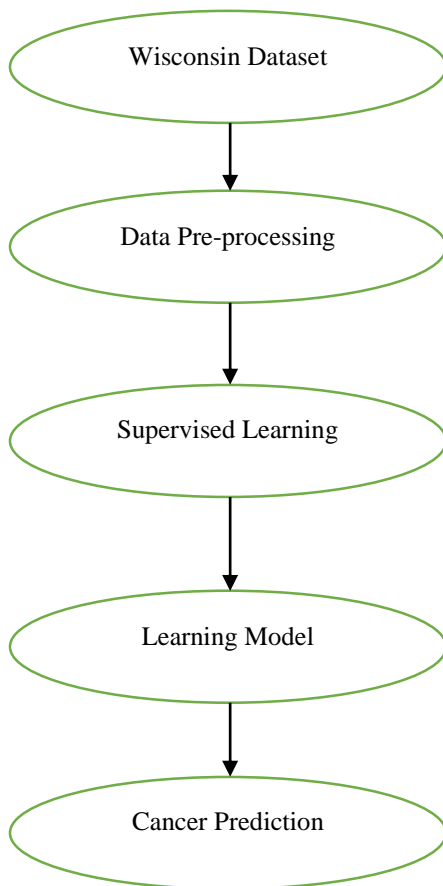 Wisconsin Dataset
Data Pre-processing
Supervised Learning
Learning Model
Cancer Prediction